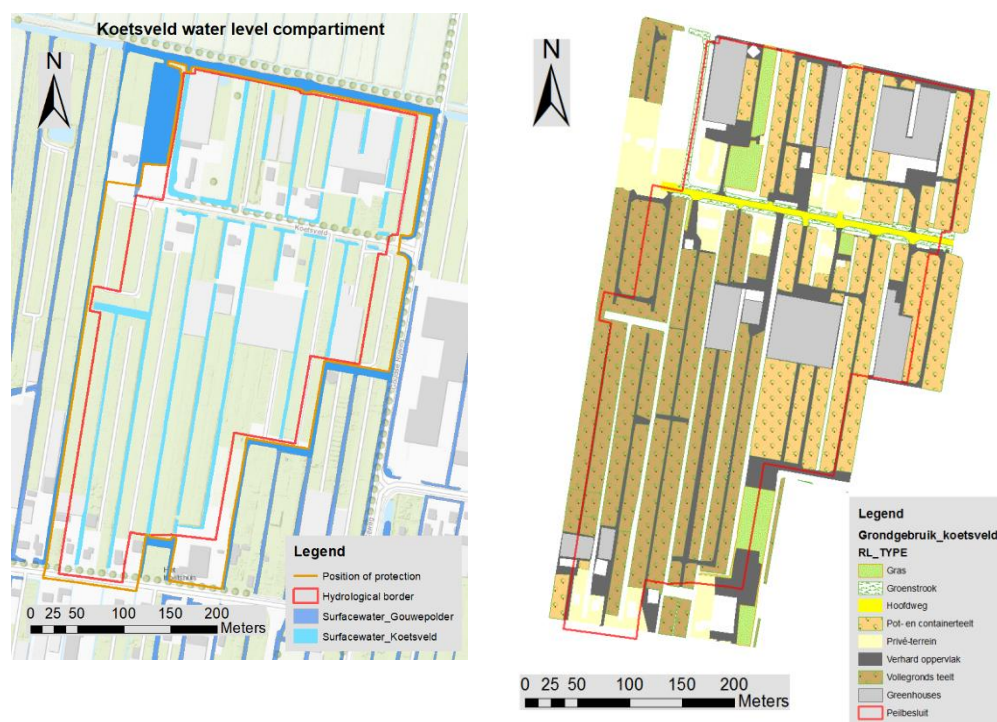 Koetsveld water level compartiment
N
Koetsveld
Legend
Position of protection
Hydrological border
Surfacewater_Gouwepolder
Surfacewater_Koetsveld
0 25 50 100 150 200
Meters
N
Legend
Grondgebruik_koetsveld
RL_TYPE
Gras
Groenstrook
Hoofdweg
Pot- en containerteelt
Privé-terrein
Verhard oppervlak
Vollegronds teelt
Greenhouses
Peilbesluit
0 25 50 100 150 200
Meters